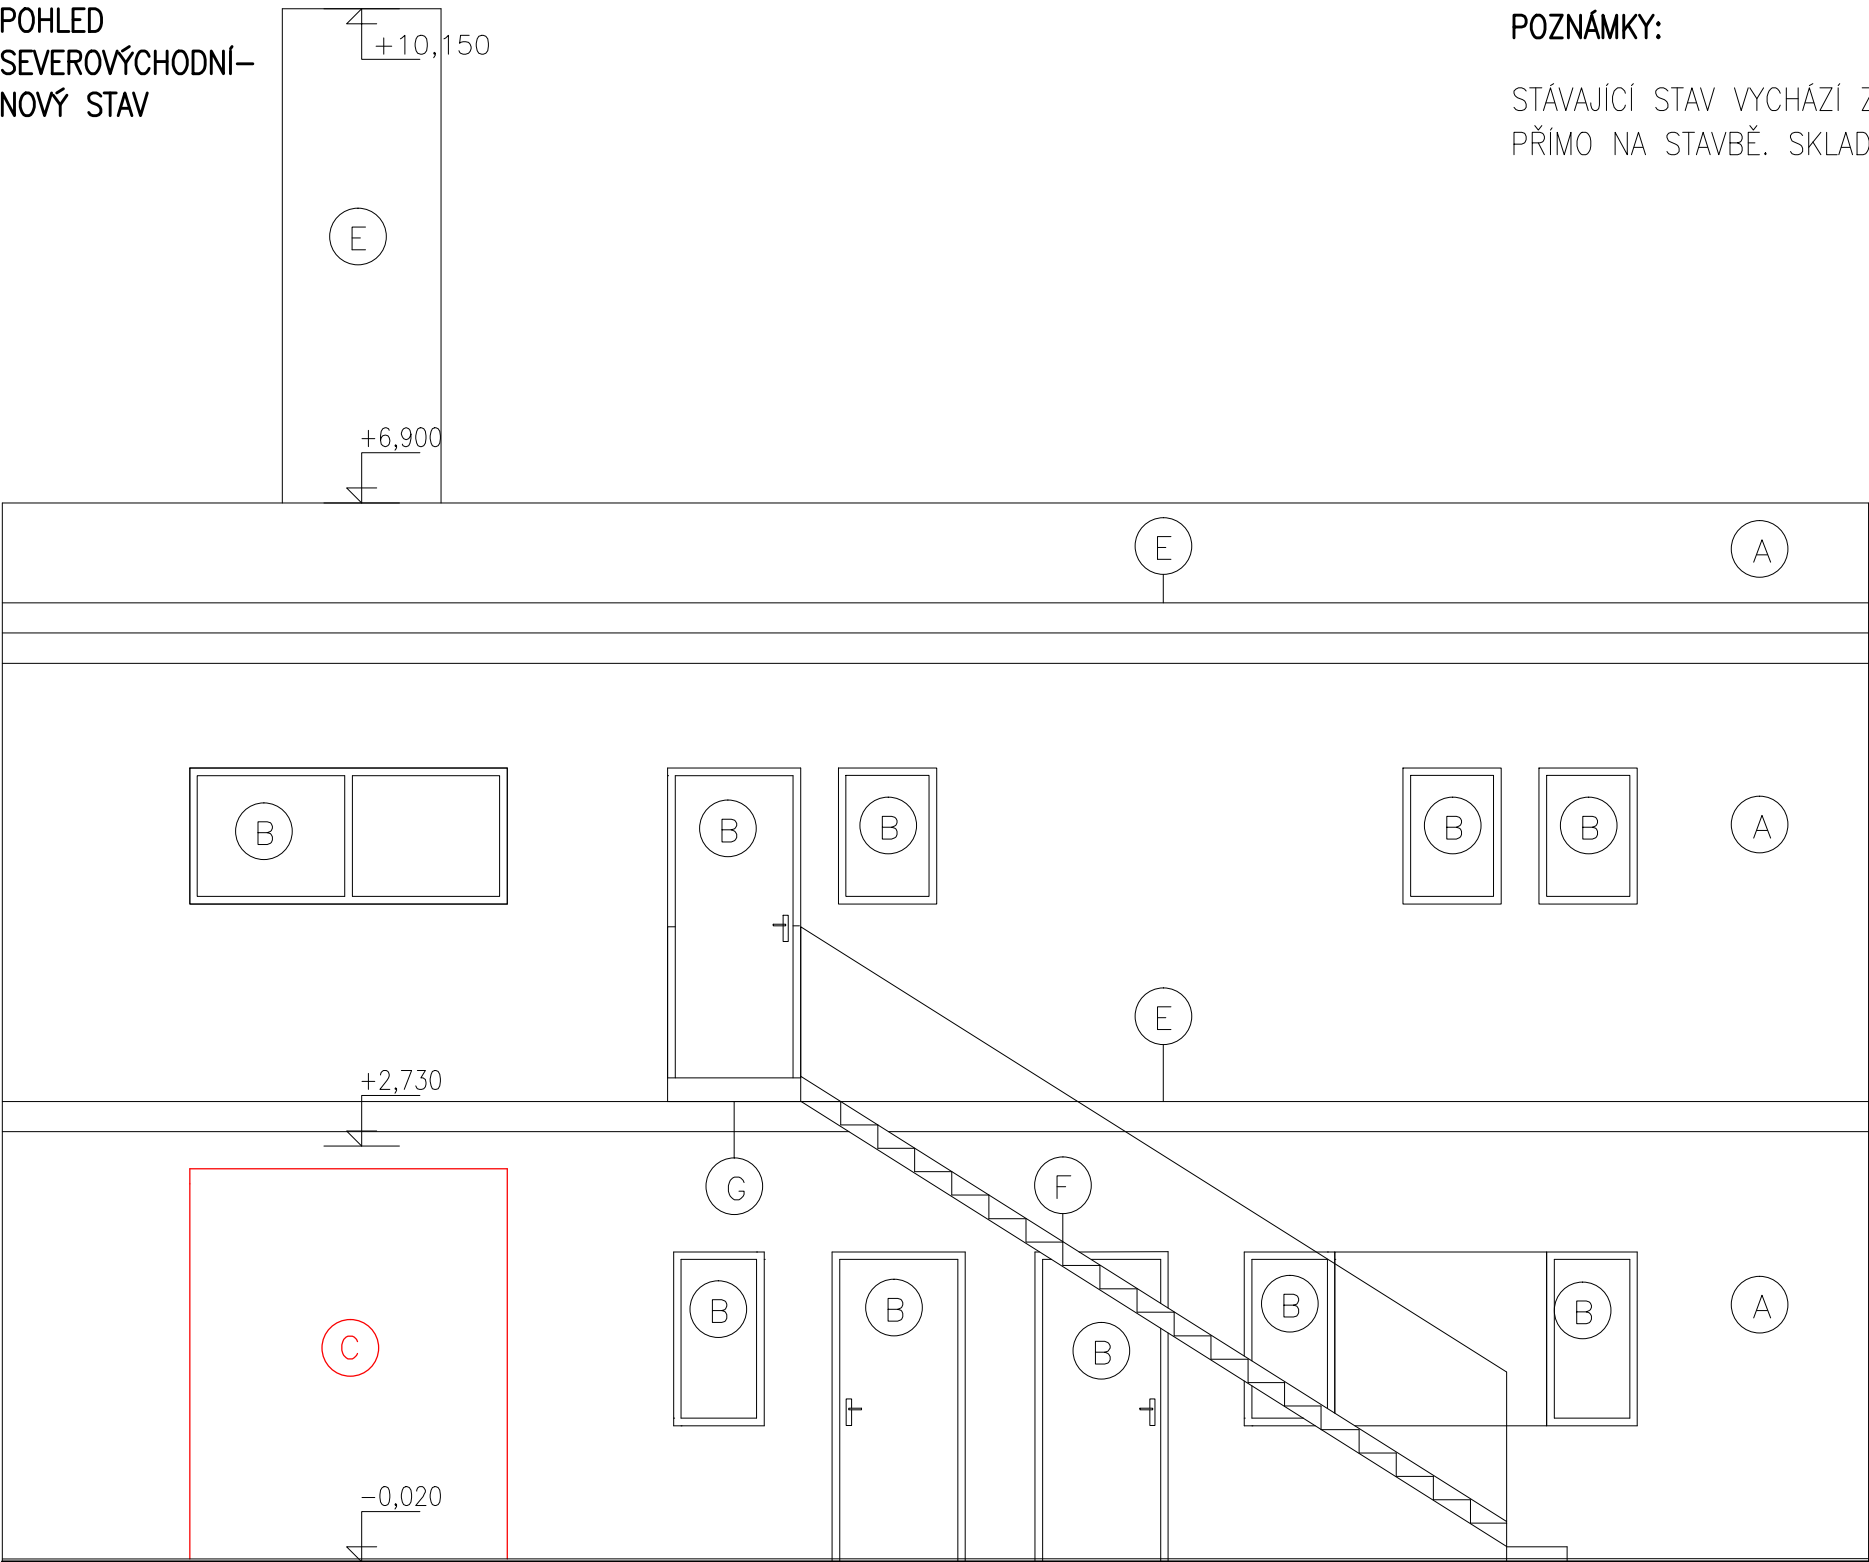 POHLED
SEVEROVÝCHODNÍ-
NOVÝ STAV
POZNÁMKY:
STÁVAJÍCÍ STAV VYCHÁZÍ Z
PŘÍMO NA STAVBĚ. SKLAD
+10,150
E
+6,900
E
A
B
B
B
B
B
A
E
+2,730
G
F
B
B
B
B
B
A
C
-0,020